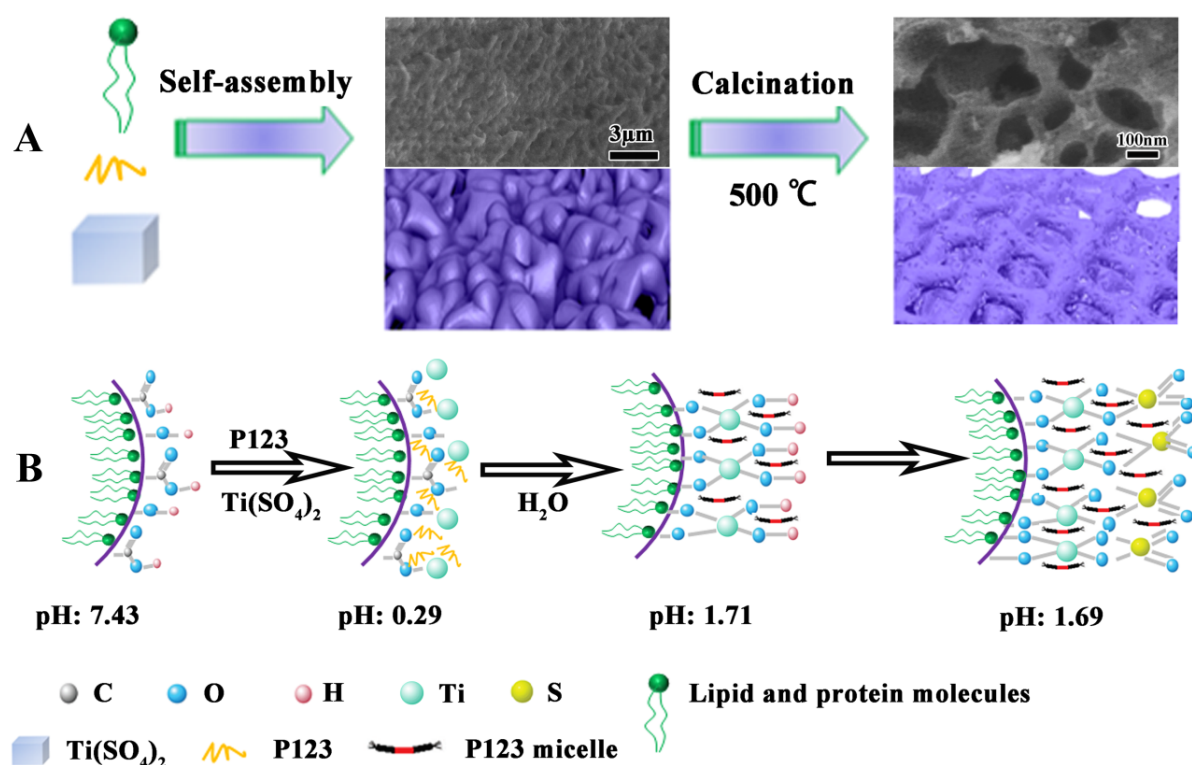 Self-assembly
Calcination
A
3μm
100nm
500 ℃
B
P123
Ti(SO4)2
H2O
pH: 7.43
pH: 0.29
pH: 1.71
pH: 1.69
C
O
H
Ti
S
Lipid and protein molecules
Ti(SO4)2
P123
P123 micelle